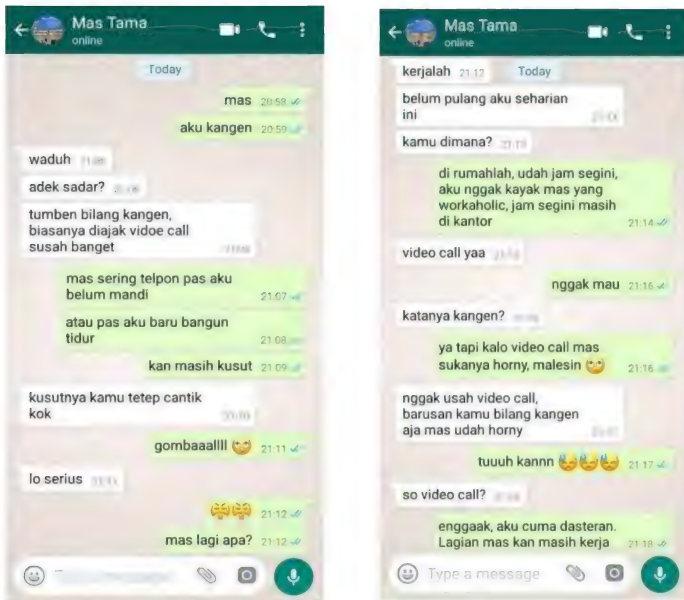 Mas Tama
online
Today
mas 20:58
aku kangen 20:59
waduh
adek sadar?
tumben bilang kangen,
biasanya diajak vidoe call
susah banget
mas sering telpon pas aku
belum mandi 21:07
atau pas aku baru bangun
tidur 21:08
kan masih kusut 21:09
kusutnya kamu tetep cantik
kok
gombaaallll 🙄 21:11
lo serius
21:12
mas lagi apa? 21:12
Mas Tama
online
kerjalah 21:12 Today
belum pulang aku seharian
ini
kamu dimana?
di rumahlah, udah jam segini,
aku nggak kayak mas yang
workaholic, jam segini masih
di kantor 21:14
video call yaa
nggak mau 21:16
katanya kangen?
ya tapi kalo video call mas
sukanya horny, malesin 🙄 21:16
nggak usah video call,
barusan kamu bilang kangen
aja mas udah horny
tuuuh kannn 21:17
so video call?
enggaak, aku cuma dasteran.
Lagian mas kan masih kerja 21:18
Type a message